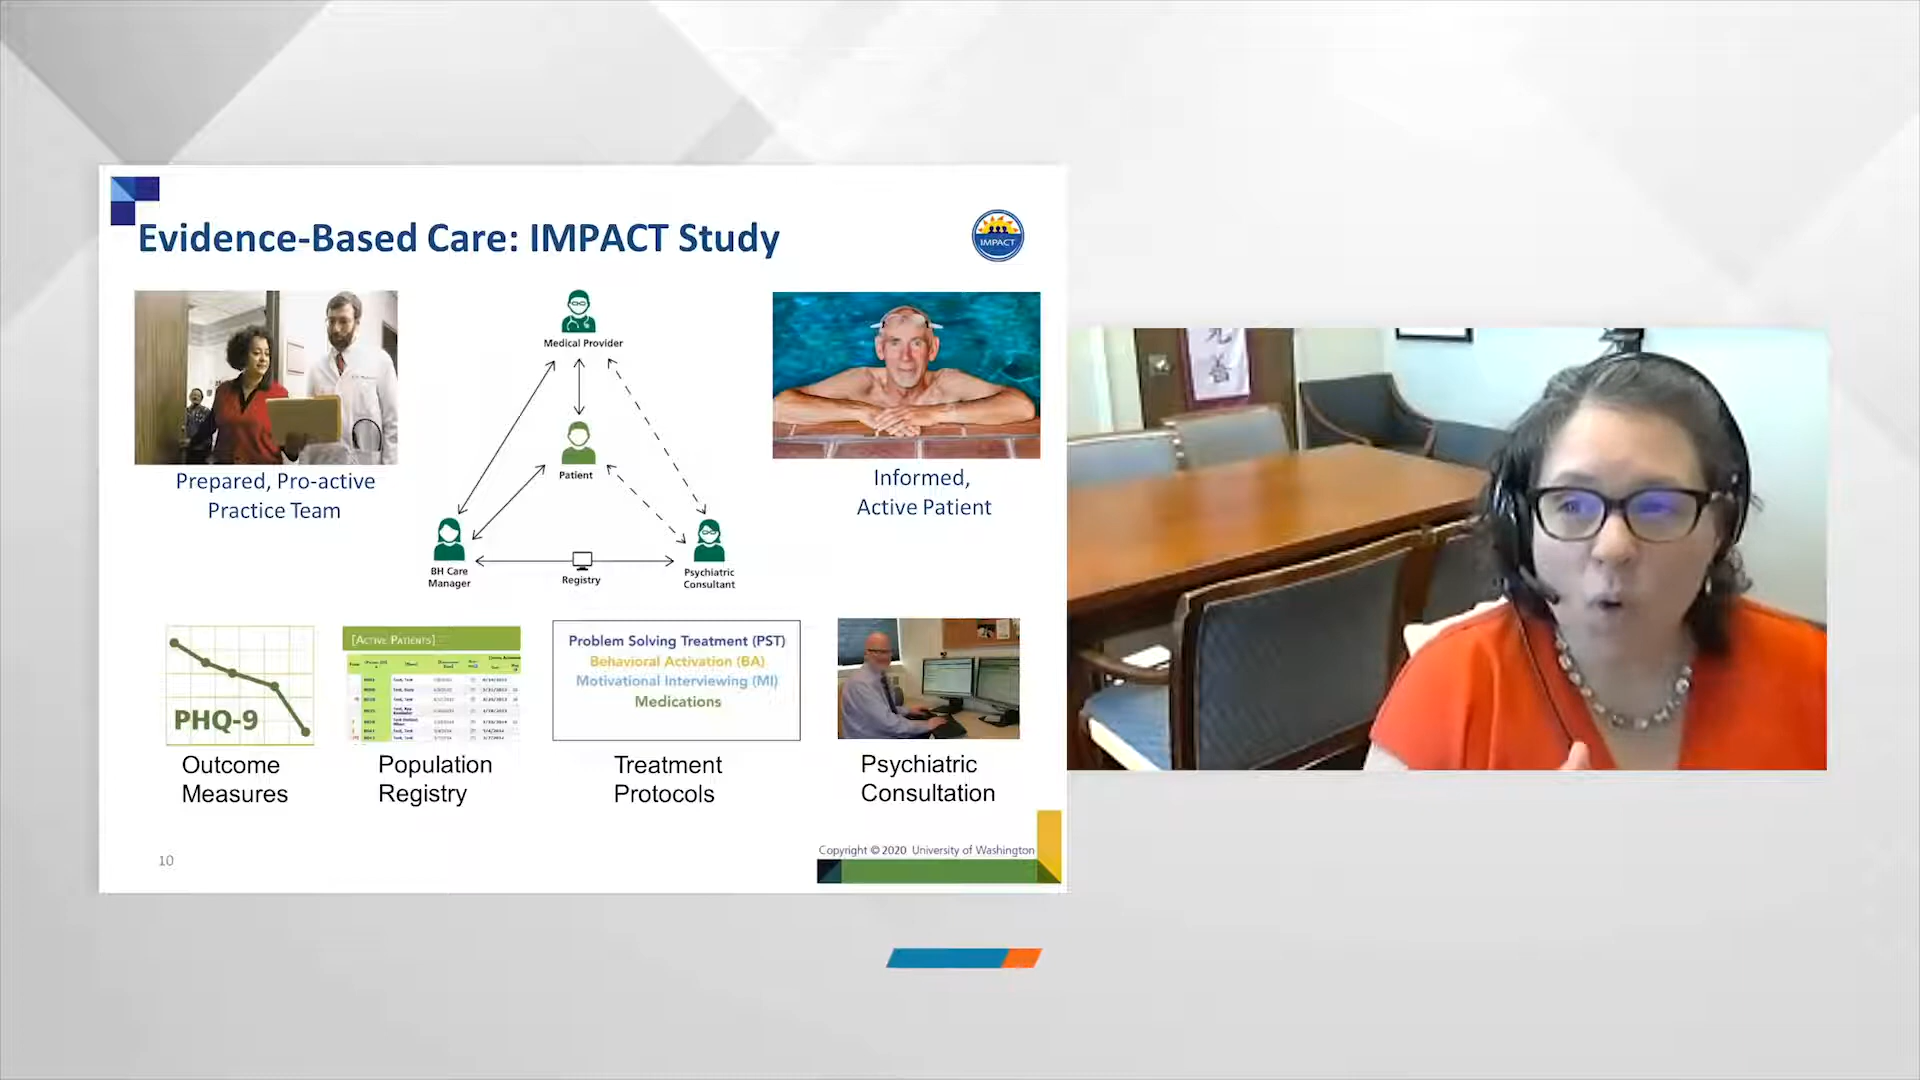 Evidence-Based Care: IMPACT Study
IMPACT
Medical Provider
Patient
BH Care
Manager
Registry
Psychiatric
Consultant
Prepared, Pro-active
Practice Team
Informed,
Active Patient
PHQ-9
[ACTIVE PATIENTS]
Problem Solving Treatment (PST)
Behavioral Activation (BA)
Motivational Interviewing (MI)
Medications
Outcome
Measures
Population
Registry
Treatment
Protocols
Psychiatric
Consultation
10
Copyright © 2020 University of Washington